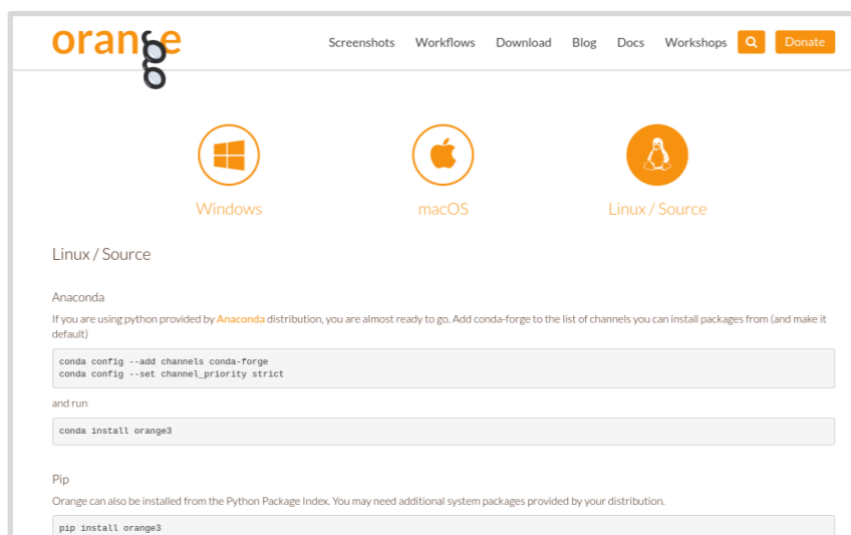 orange
Screenshots Workflows Download Blog Docs Workshops Donate
Windows macOS Linux / Source
Linux / Source
Anaconda
If you are using python provided by Anaconda distribution, you are almost ready to go. Add conda-forge to the list of channels you can install packages from (and make it
default)
conda config --add channels conda-forge
conda config --set channel_priority strict
and run
conda install orange3
Pip
Orange can also be installed from the Python Package Index. You may need additional system packages provided by your distribution.
pip install orange3